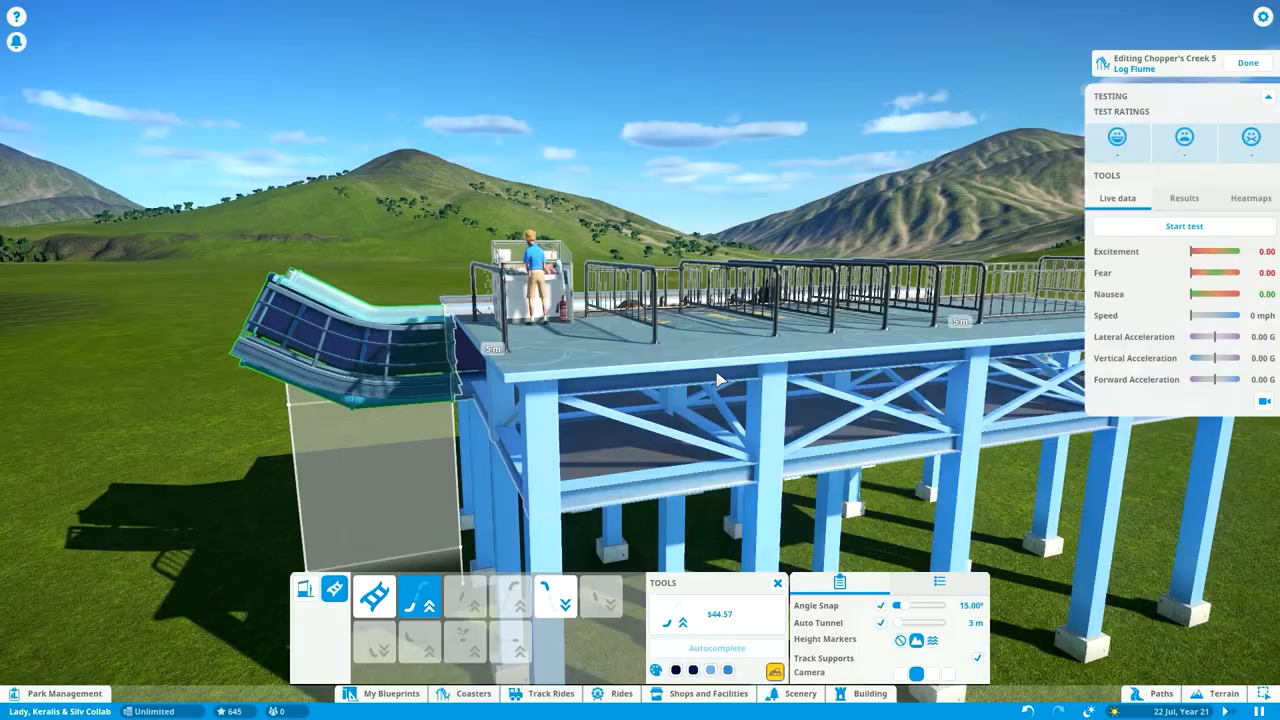 ?
Editing Chopper's Creek 5
Log Flume
Done
TESTING
TEST RATINGS
- - -
TOOLS
Live data Results Heatmaps
Start test
Excitement 0.00
Fear 0.00
Nausea 0.00
Speed 0 mph
Lateral Acceleration 0.00 G
Vertical Acceleration 0.00 G
Forward Acceleration 0.00 G
5 m
5 m
TOOLS
$44.57
Autocomplete
Angle Snap 15.00°
Auto Tunnel 3 m
Height Markers
Track Supports
Camera
Park Management My Blueprints Coasters Track Rides Rides Shops and Facilities Scenery Building Paths Terrain
Lady, Keralis & Silv Collab Unlimited 645 0 22 Jul, Year 21